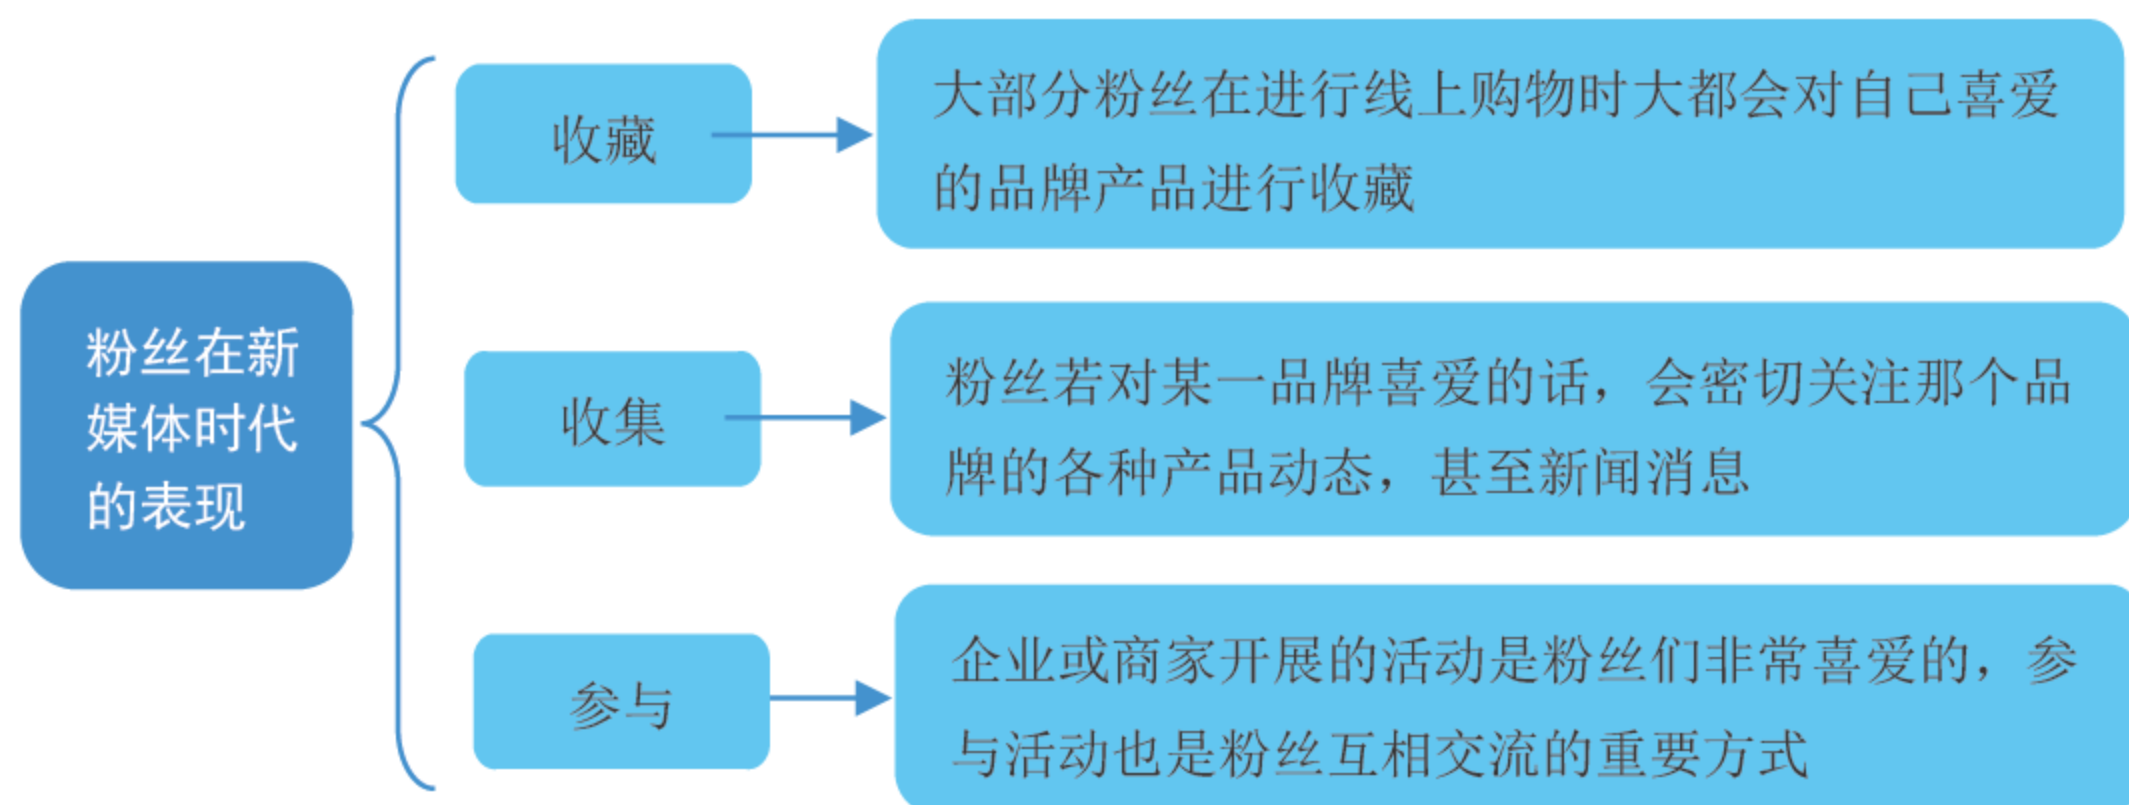 粉丝在新
媒体时代
的表现
收藏
大部分粉丝在进行线上购物时大都会对自己喜爱
的品牌产品进行收藏
收集
粉丝若对某一品牌喜爱的话，会密切关注那个品
牌的各种产品动态，甚至新闻消息
参与
企业或商家开展的活动是粉丝们非常喜爱的，参
与活动也是粉丝互相交流的重要方式